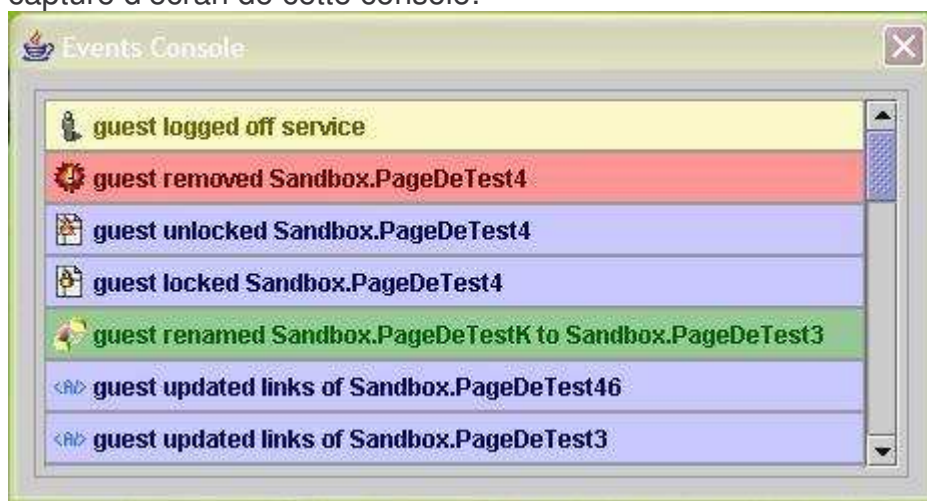 capture d'écran de cette console.
Events Console
guest logged off service
guest removed Sandbox.PageDeTest4
guest unlocked Sandbox.PageDeTest4
guest locked Sandbox.PageDeTest4
guest renamed Sandbox.PageDeTestK to Sandbox.PageDeTest3
guest updated links of Sandbox.PageDeTest46
guest updated links of Sandbox.PageDeTest3